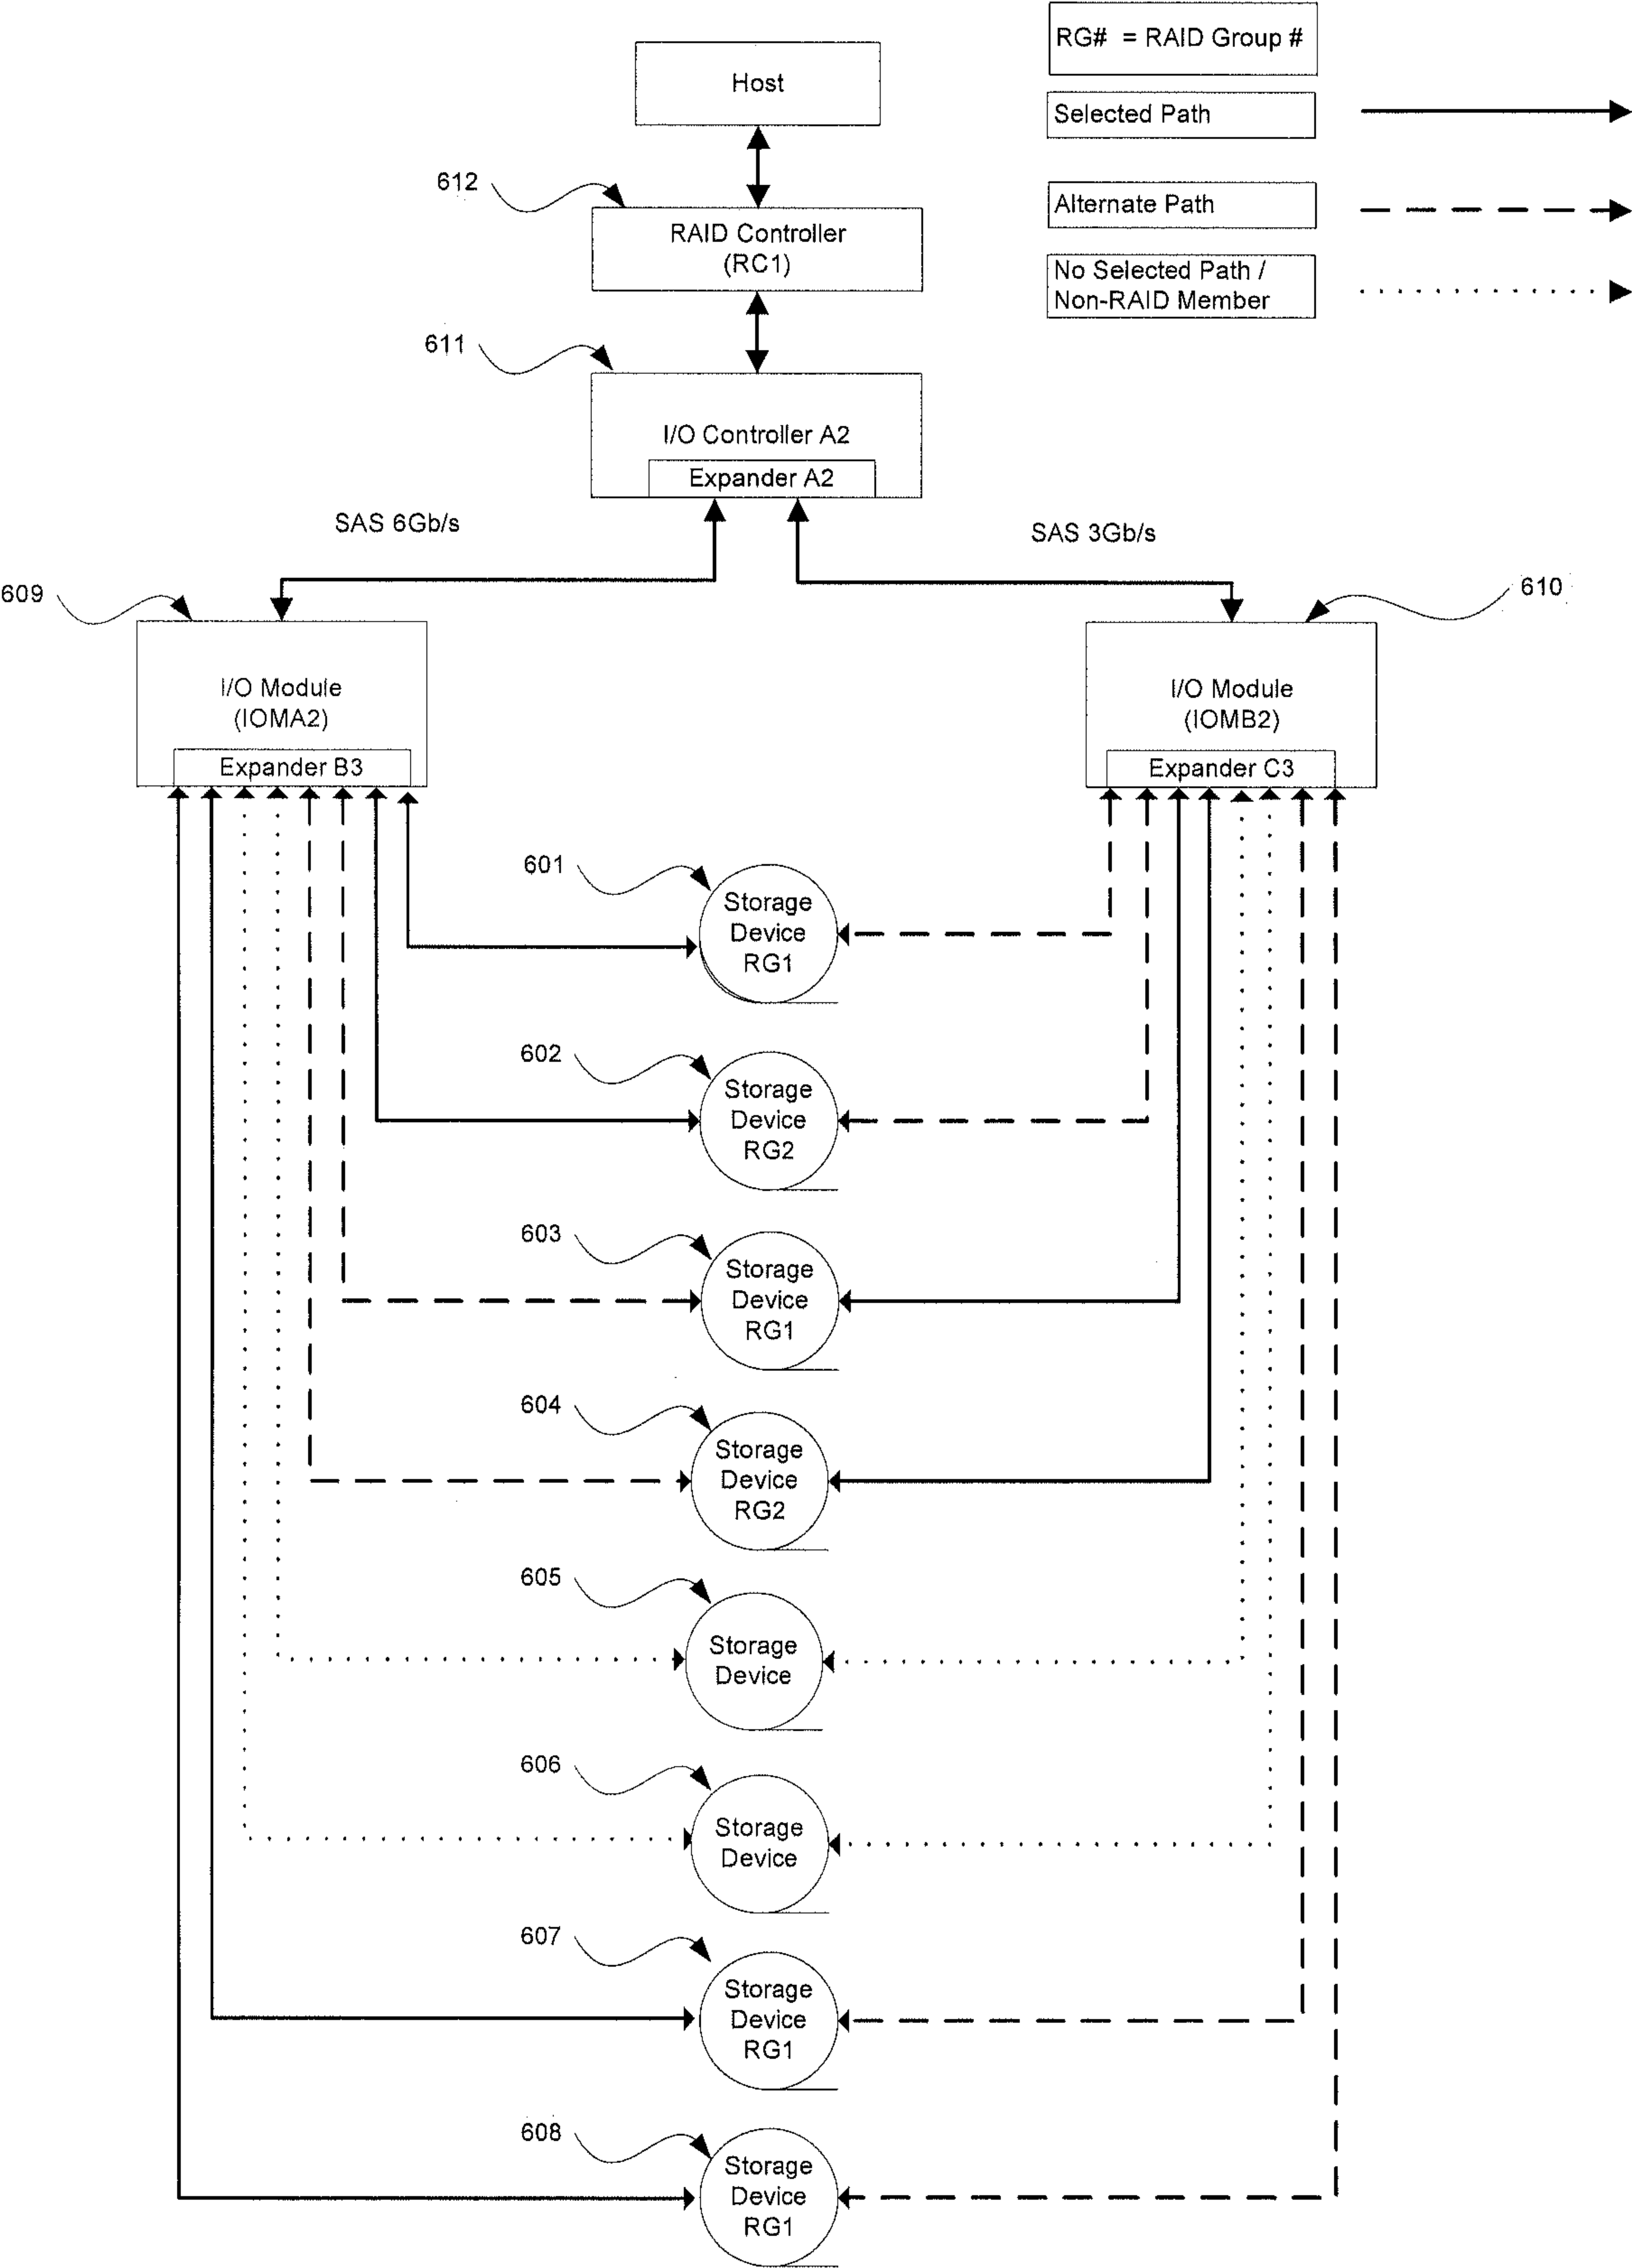 RG# = RAID Group #
Host
Selected Path
612
Alternate Path
RAID Controller
(RC1)
No Selected Path /
Non-RAID Member
611
I/O Controller A2
Expander A2
SAS 6Gb/s
SAS 3Gb/s
609
610
I/O Module
(IOMA2)
Expander B3
I/O Module
(IOMB2)
Expander C3
601
Storage
Device
RG1
602
Storage
Device
RG2
603
Storage
Device
RG1
604
Storage
Device
RG2
605
Storage
Device
606
Storage
Device
607
Storage
Device
RG1
608
Storage
Device
RG1